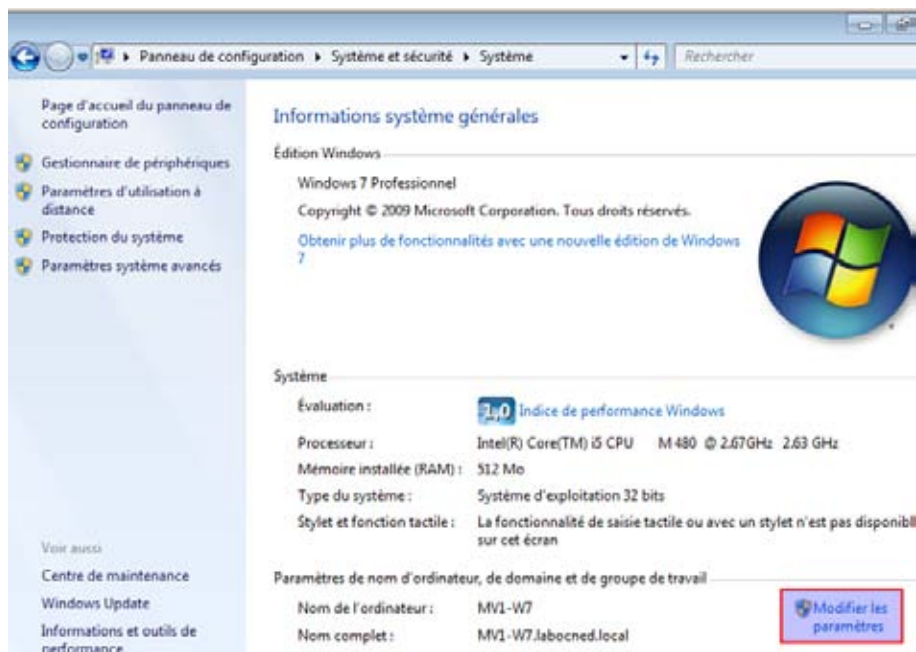 Panneau de configuration ▸ Système et sécurité ▸ Système
Rechercher
Page d'accueil du panneau de
configuration
Gestionnaire de périphériques
Paramètres d'utilisation à
distance
Protection du système
Paramètres système avancés
Voir aussi
Centre de maintenance
Windows Update
Informations et outils de
performance
Informations système générales
Édition Windows
Windows 7 Professionnel
Copyright © 2009 Microsoft Corporation. Tous droits réservés.
Obtenir plus de fonctionnalités avec une nouvelle édition de Windows
7
Système
Évaluation :
1,0 Indice de performance Windows
Processeur :
Intel(R) Core(TM) i5 CPU M 480 @ 2.67GHz 2.63 GHz
Mémoire installée (RAM) :
512 Mo
Type du système :
Système d'exploitation 32 bits
Stylet et fonction tactile :
La fonctionnalité de saisie tactile ou avec un stylet n'est pas disponibl
sur cet écran
Paramètres de nom d'ordinateur, de domaine et de groupe de travail
Nom de l'ordinateur :
MV1-W7
Modifier les
paramètres
Nom complet :
MV1-W7.labocned.local